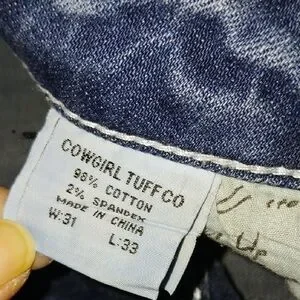 COWGIRL TUFF CO
98% COTTON
2% SPANDEX
MADE IN CHINA
W:31 L:33